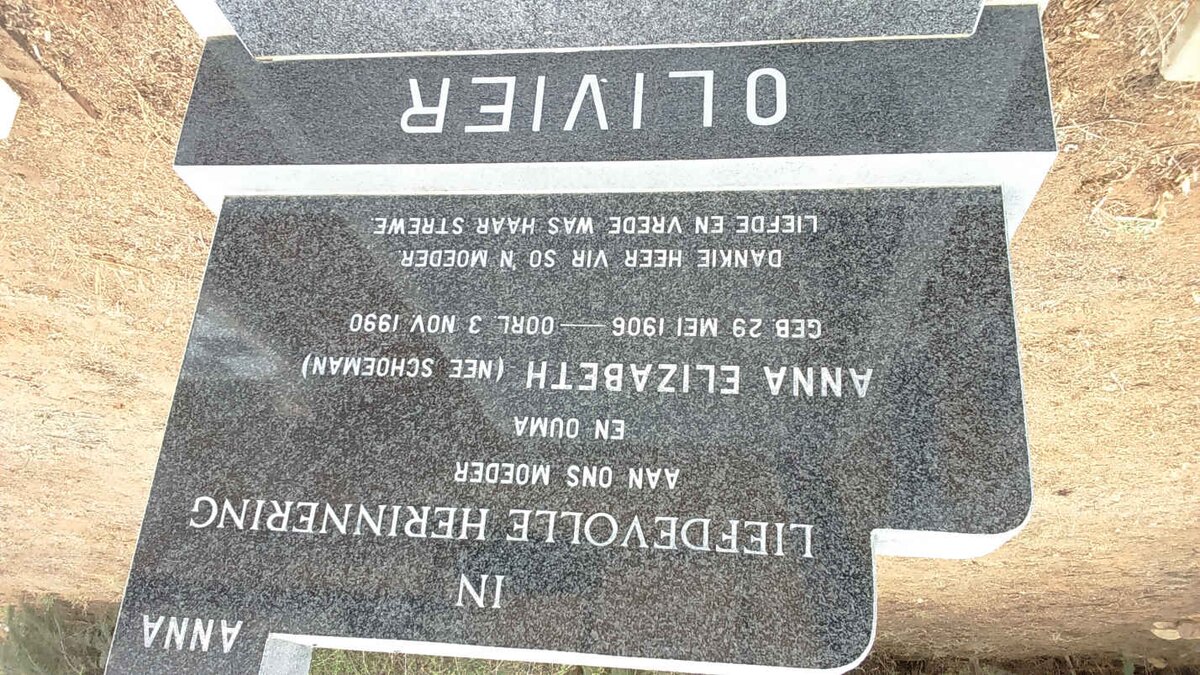 ANNA
IN
LIEFDEVOLLE HERINNERING
AAN ONS MOEDER
EN OUMA
ANNA ELIZABETH (NEE SCHOEMAN)
GEB. 29 MEI 1906 — OORL. 3 NOV. 1990
DANKIE HEER VIR SO 'N MOEDER
LIEFDE EN VREDE WAS HAAR STREWE.
OLIVIER